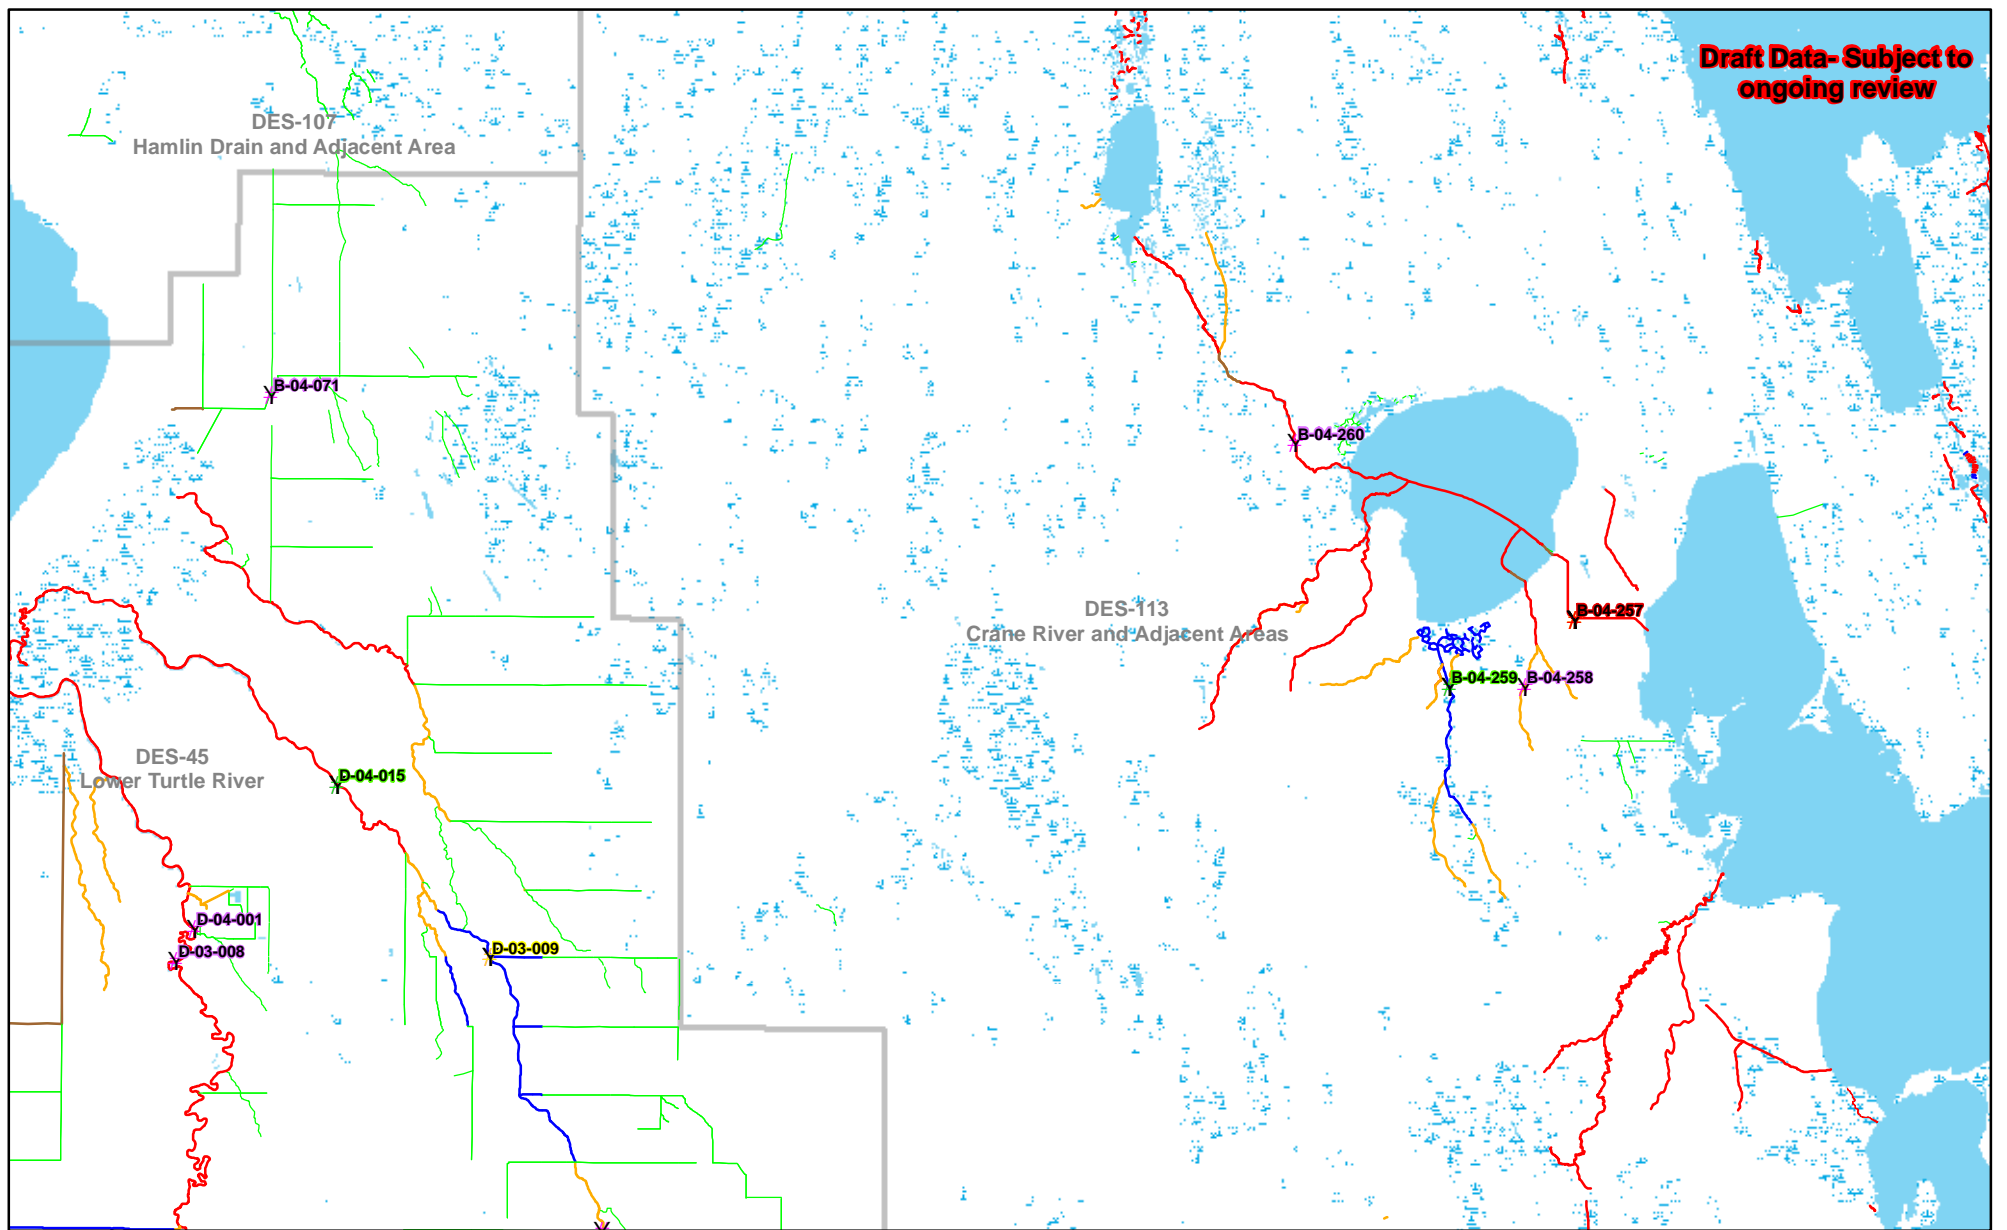 Draft Data- Subject to
ongoing review
DES-107
Hamlin Drain and Adjacent Area
B-04-071
B-04-260
DES-113
Crane River and Adjacent Areas
B-04-257
B-04-259
B-04-258
DES-45
Lower Turtle River
D-04-015
D-04-001
D-03-008
D-03-009